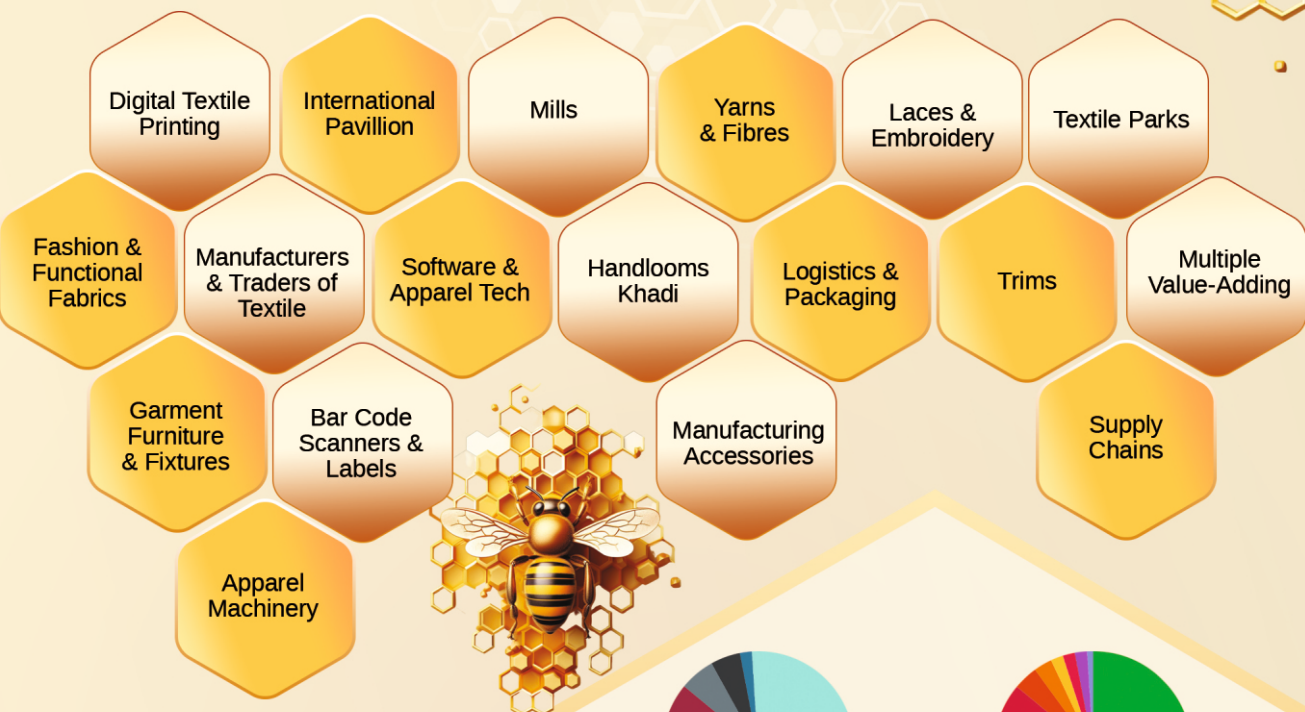 Digital Textile
Printing
International
Pavillion
Mills
Yarns
& Fibres
Laces &
Embroidery
Textile Parks
Fashion &
Functional
Fabrics
Manufacturers
& Traders of
Textile
Software &
Apparel Tech
Handlooms
Khadi
Logistics &
Packaging
Trims
Multiple
Value-Adding
Garment
Furniture
& Fixtures
Bar Code
Scanners &
Labels
Manufacturing
Accessories
Supply
Chains
Apparel
Machinery